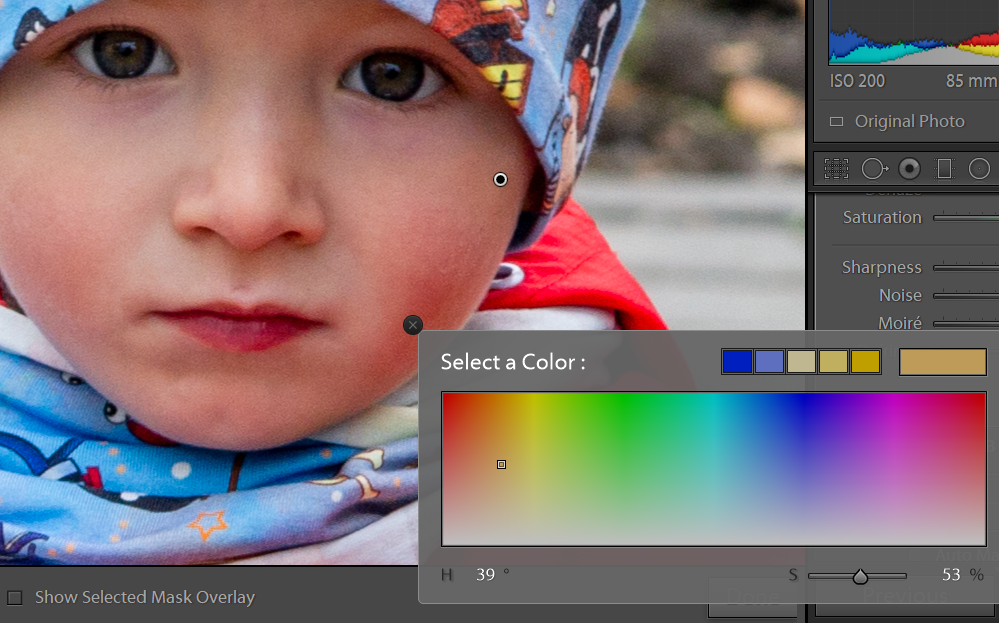 ISO 200 85 mm
Original Photo
Saturation
Sharpness
Noise
Moiré
Select a Color :
H 39 ° S 53 %
Show Selected Mask Overlay
Previous